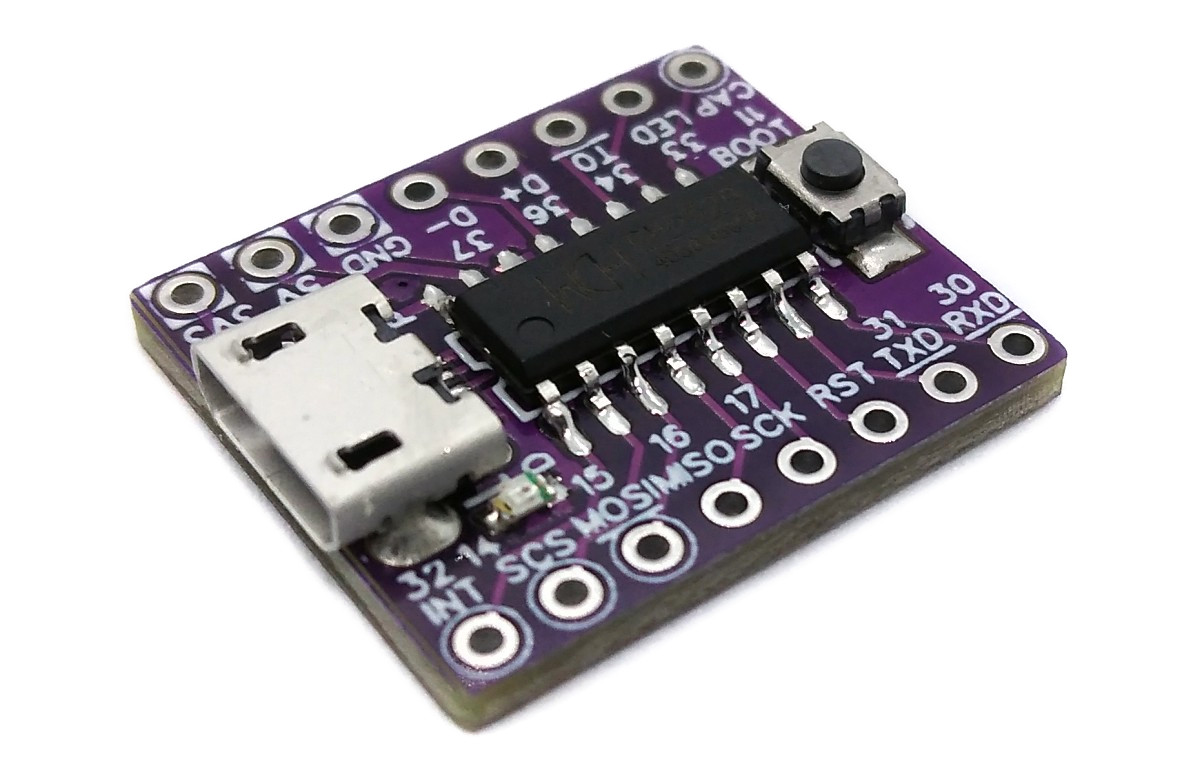 3V3
5V
GND
37
D-
36
D+
34
TO
33
LED
11
CAP
BOOT
30
RXD
31
TXD
RST
17
SCK
16
MISO
15
MOSI
14
SCS
32
INT